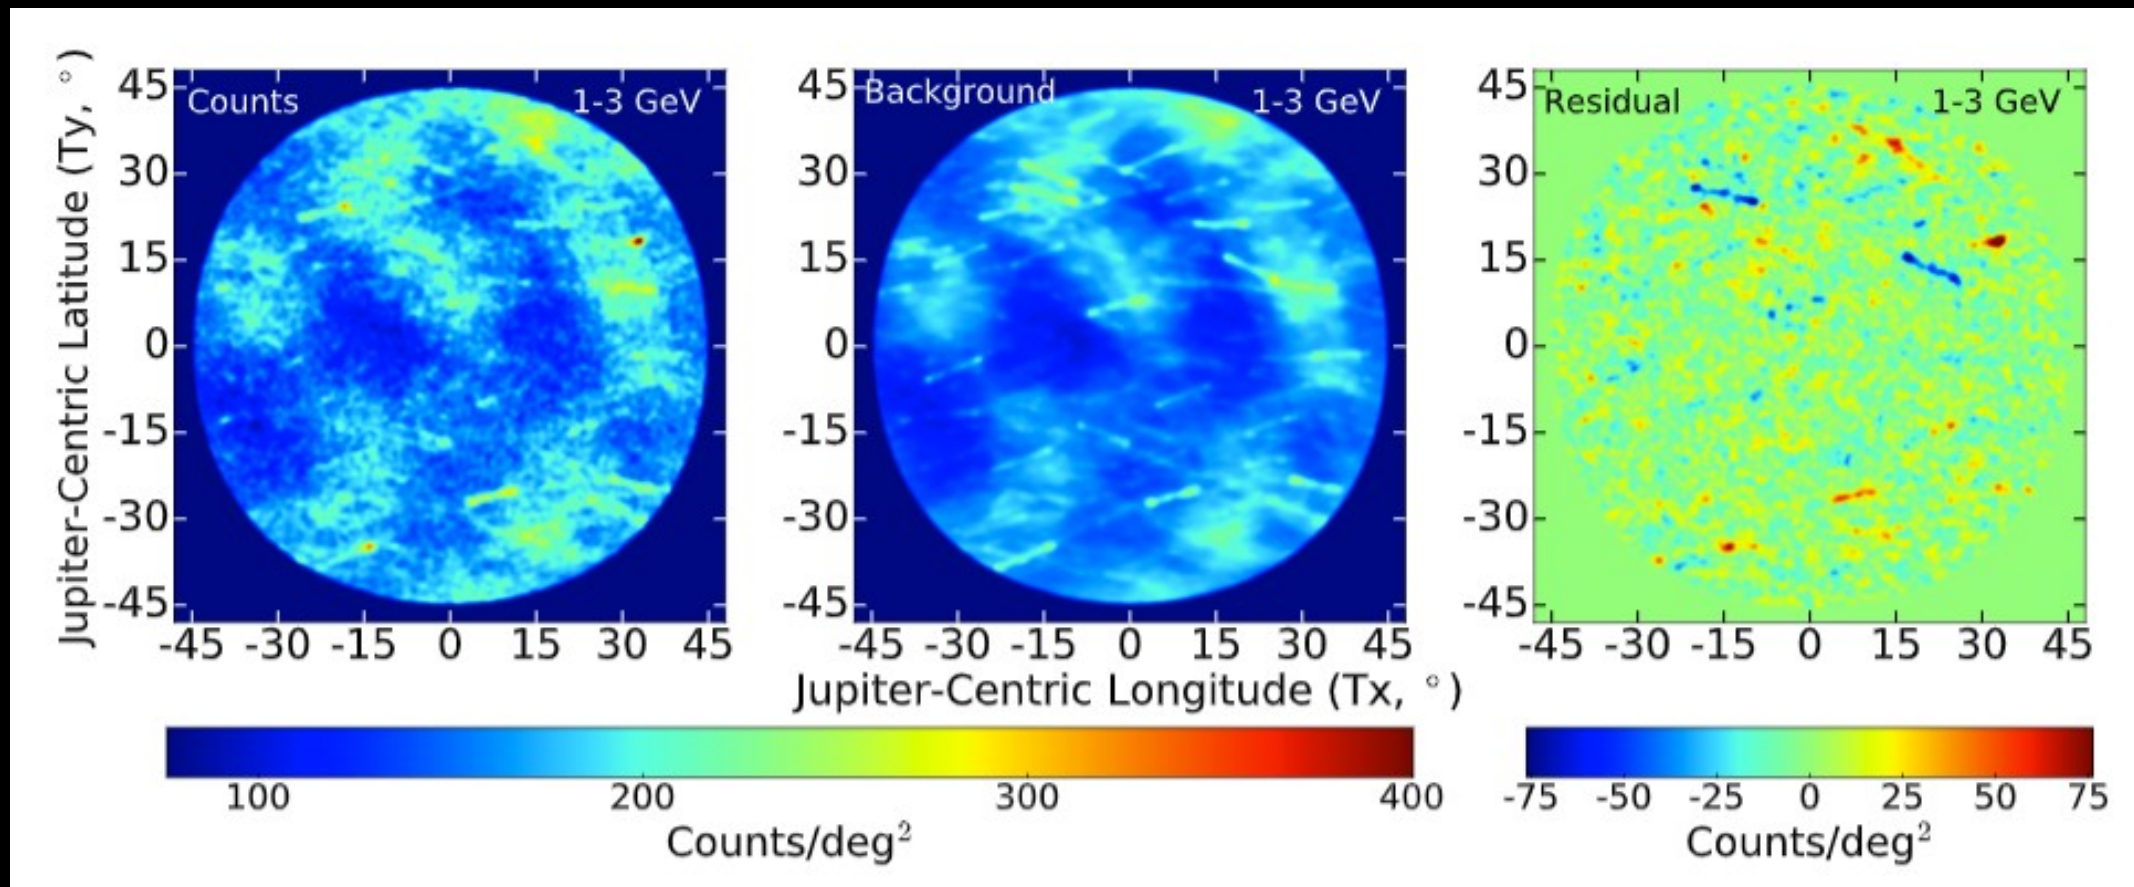 Counts 1-3 GeV
Background 1-3 GeV
Residual 1-3 GeV
Jupiter-Centric Latitude (Ty, °)
45
30
15
0
-15
-30
-45
45
30
15
0
-15
-30
-45
45
30
15
0
-15
-30
-45
-45 -30 -15 0 15 30 45
-45 -30 -15 0 15 30 45
-45 -30 -15 0 15 30 45
Jupiter-Centric Longitude (Tx, °)
100 200 300 400
Counts/deg²
-75 -50 -25 0 25 50 75
Counts/deg²